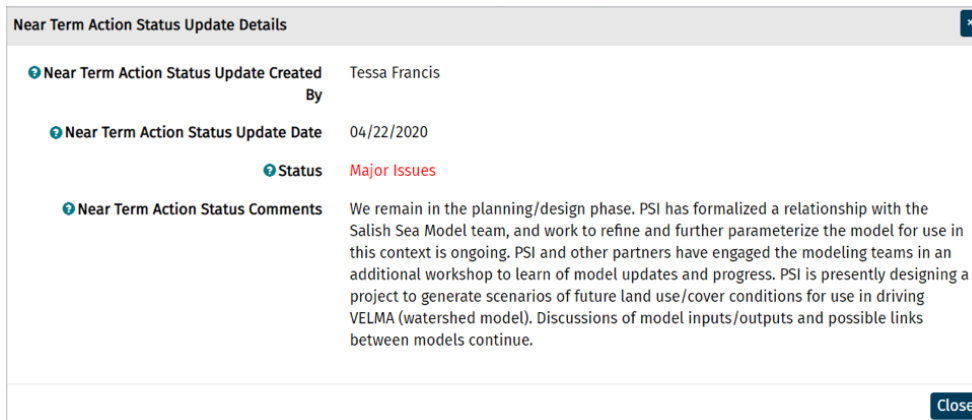 Near Term Action Status Update Details
Near Term Action Status Update Created By
Tessa Francis
Near Term Action Status Update Date
04/22/2020
Status
Major Issues
Near Term Action Status Comments
We remain in the planning/design phase. PSI has formalized a relationship with the
Salish Sea Model team, and work to refine and further parameterize the model for use in
this context is ongoing. PSI and other partners have engaged the modeling teams in an
additional workshop to learn of model updates and progress. PSI is presently designing a
project to generate scenarios of future land use/cover conditions for use in driving
VELMA (watershed model). Discussions of model inputs/outputs and possible links
between models continue.
Close